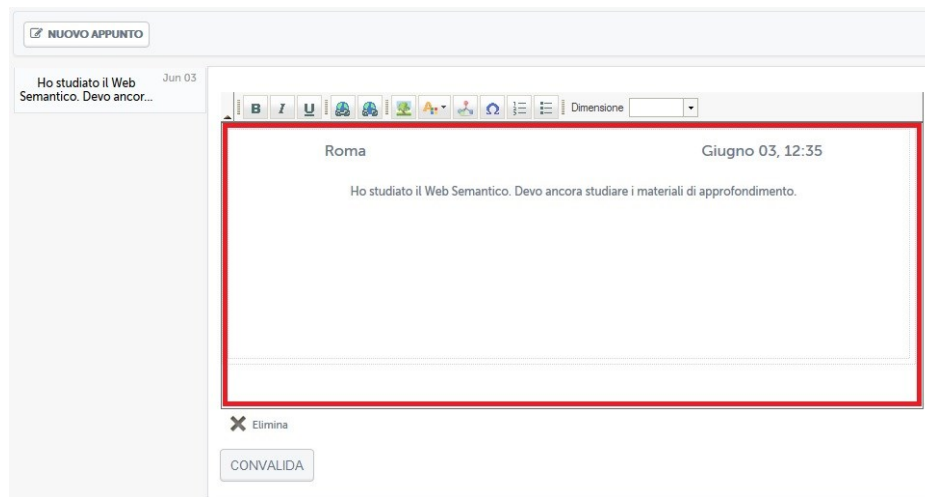 NUOVO APPUNTO
Ho studiato il Web Jun 03
Semantico. Devo ancor...
B I U A Ω Dimensione
Roma Giugno 03, 12:35
Ho studiato il Web Semantico. Devo ancora studiare i materiali di approfondimento.
Elimina
CONVALIDA